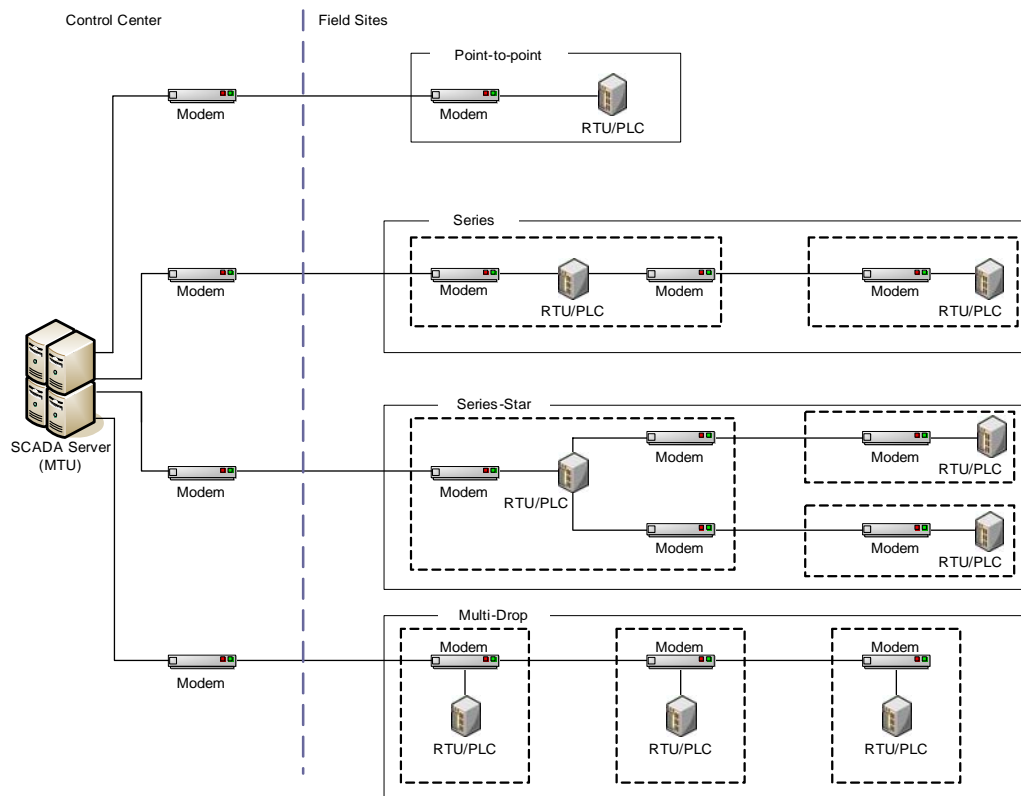 Control Center
Field Sites
Point-to-point
Modem
Modem
RTU/PLC
Series
Modem
Modem
RTU/PLC
Modem
Modem
RTU/PLC
SCADA Server
(MTU)
Series-Star
Modem
Modem
RTU/PLC
Modem
Modem
RTU/PLC
Modem
Modem
Modem
RTU/PLC
Multi-Drop
Modem
Modem
RTU/PLC
Modem
RTU/PLC
Modem
RTU/PLC